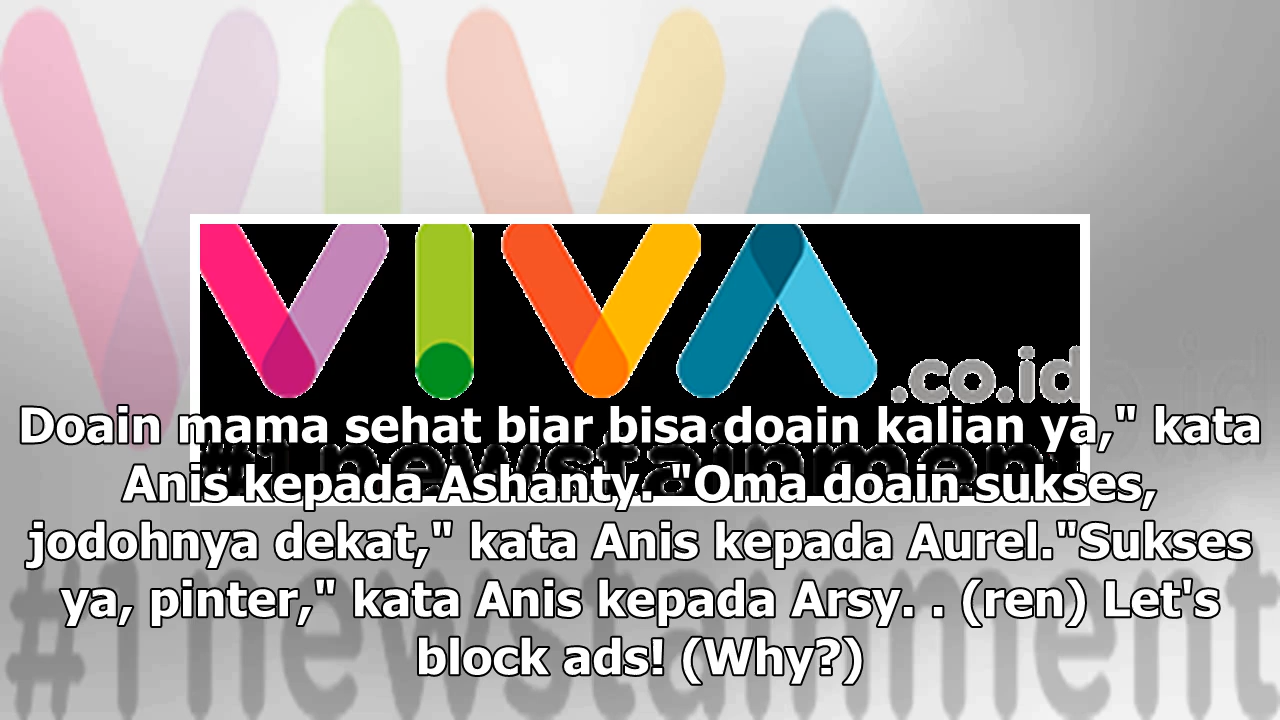 VIVA
.co.id
#1newstainment
Doain mama sehat biar bisa doain kalian ya," kata
Anis kepada Ashanty. "Oma doain sukses,
jodohnya dekat," kata Anis kepada Aurel."Sukses
ya, pinter," kata Anis kepada Arsy. . (ren) Let's
block ads! (Why?)